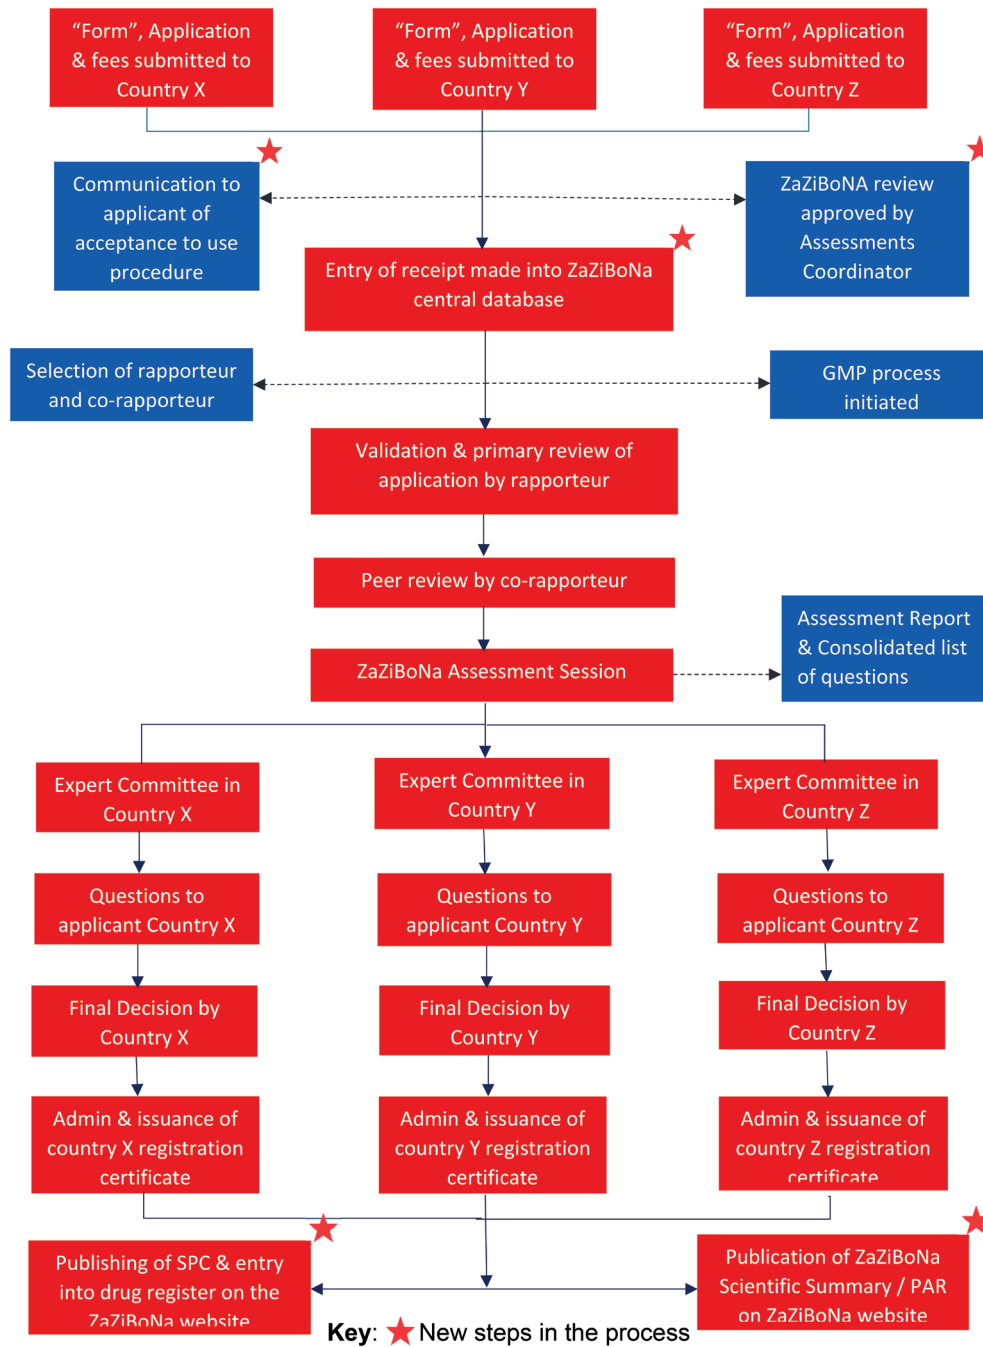 “Form”, Application
& fees submitted to
Country X
“Form”, Application
& fees submitted to
Country Y
“Form”, Application
& fees submitted to
Country Z
Communication to
applicant of
acceptance to use
procedure
ZaZiBoNA review
approved by
Assessments
Coordinator
Entry of receipt made into ZaZiBoNa
central database
Selection of rapporteur
and co-rapporteur
GMP process
initiated
Validation & primary review of
application by rapporteur
Peer review by co-rapporteur
ZaZiBoNa Assessment Session
Assessment Report
& Consolidated list
of questions
Expert Committee in
Country X
Expert Committee in
Country Y
Expert Committee in
Country Z
Questions to
applicant Country X
Questions to
applicant Country Y
Questions to
applicant Country Z
Final Decision by
Country X
Final Decision by
Country Y
Final Decision by
Country Z
Admin & issuance of
country X registration
certificate
Admin & issuance of
country Y registration
certificate
Admin & issuance of
country Z registration
certificate
Publishing of SPC & entry
into drug register on the
ZaZiBoNa website
Publication of ZaZiBoNa
Scientific Summary / PAR
on ZaZiBoNa website
Key: New steps in the process